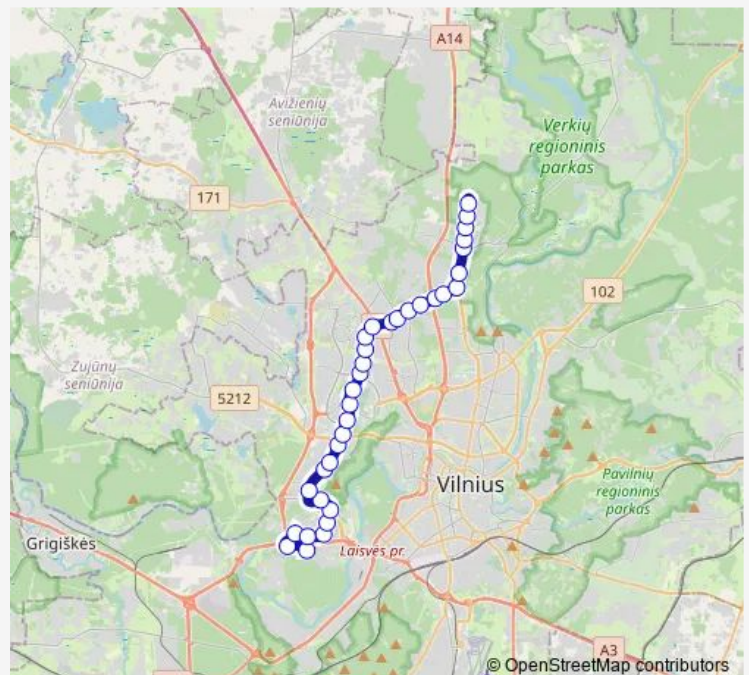 A14
Avižienių
seniūnija
Verkių
regioninis
parkas
171
102
Zujūnų
seniūnija
5212
Vilnius
Pavilnių
regioninis
parkas
Grigiškės
Laisvės pr.
A3
© OpenStreetMap contributors